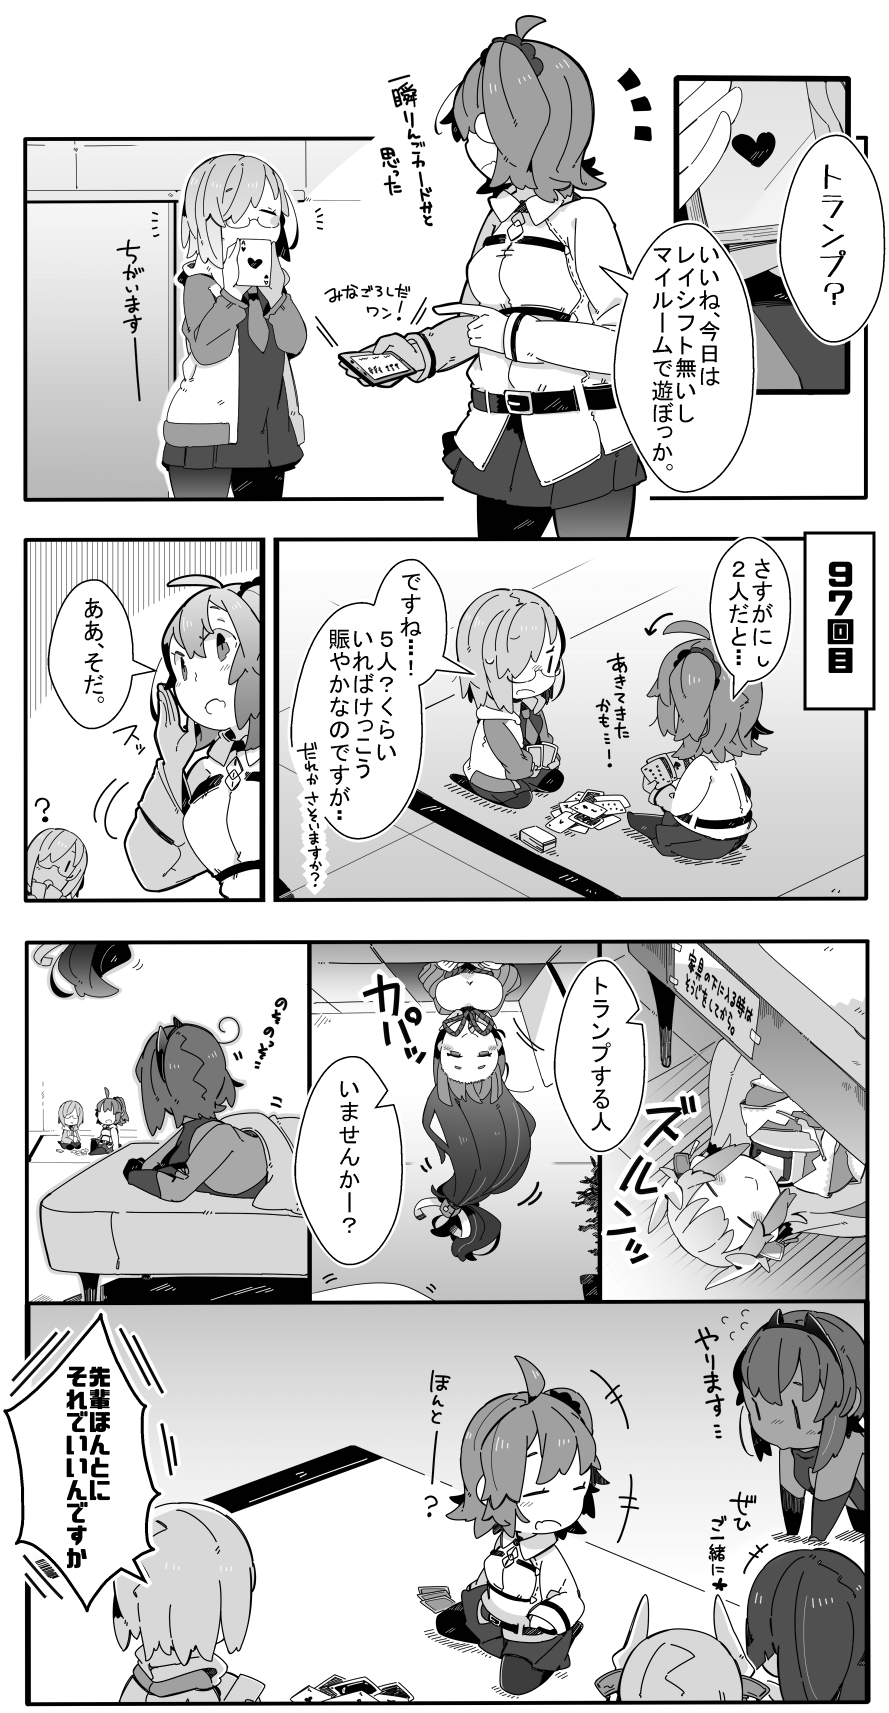 トランプ？
いいね、今日は
レイシフト無いし
マイルームで遊ぼっか。
一瞬りんごカードかと
思った
みなごろしだ
ワン！
ちがいますー
97回目
さすがに
2人だと…
あきてきた
かも…！
ですね…！
5人？くらい
いればけっこう
賑やかなのですが…
だれか さそいますか？
ああ、そだ。
スッ
？
家具の下に入る時は
そうじをしてから。
ズルンッ
トランプする人
カパッ
いませんかー？
のそのそ…
やります…
ぜひ
ご一緒に★
ほんとー？
先輩ほんとに
それでいいんですか